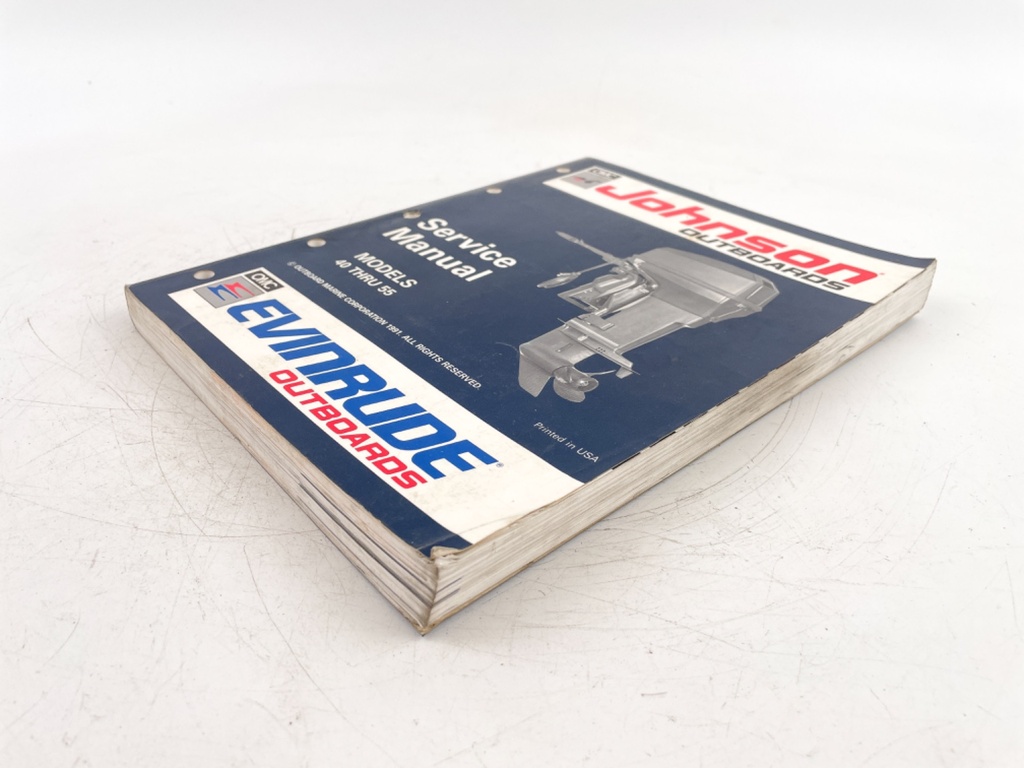 OMC
Johnson®
OUTBOARDS
Service
Manual
MODELS
40 THRU 55
© OUTBOARD MARINE CORPORATION 1991. ALL RIGHTS RESERVED.
Printed in USA
OMC
EVINRUDE®
OUTBOARDS